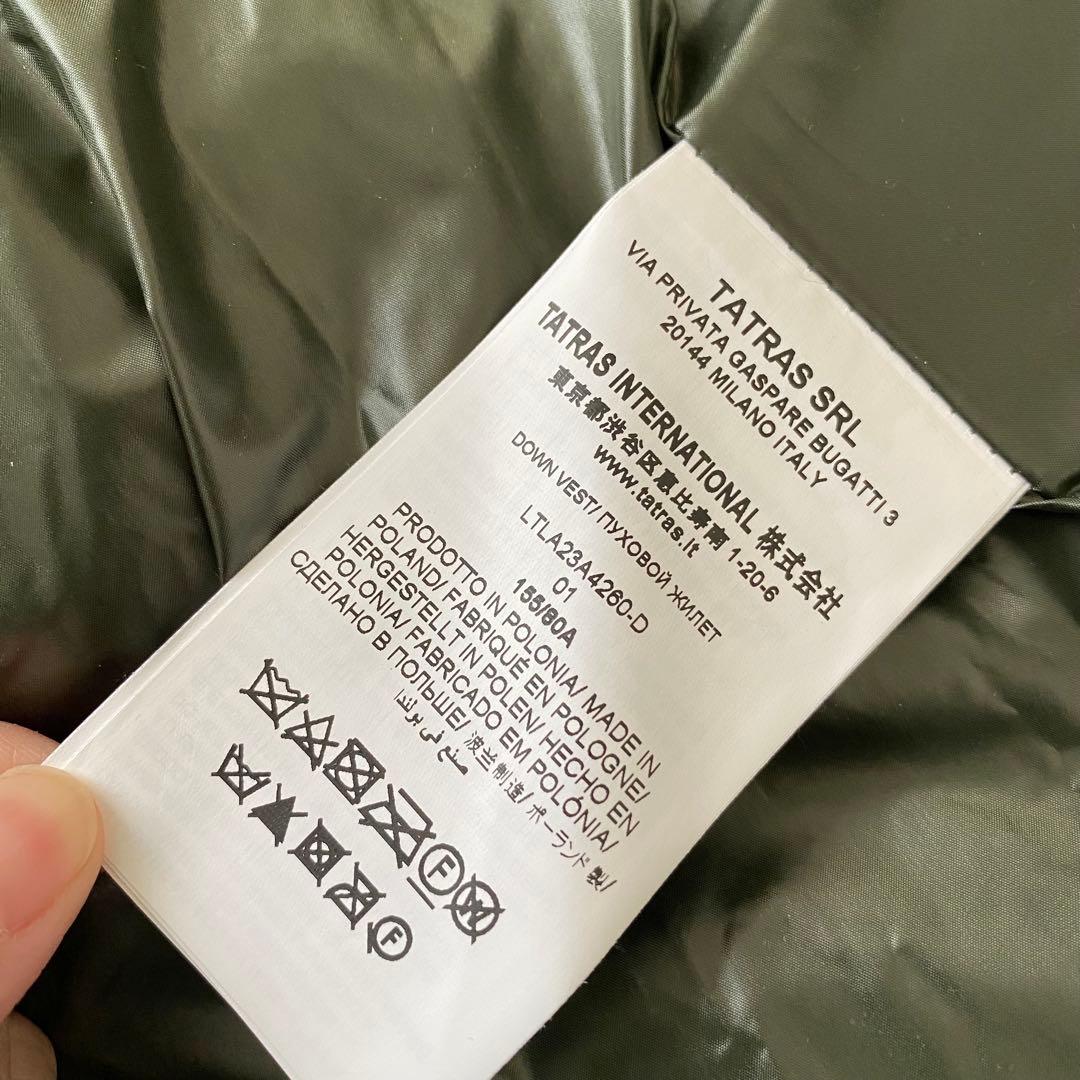 TATRAS SRL
VIA PRIVATA GASPARE BUGATTI 3
20144 MILANO ITALY
TATRAS INTERNATIONAL 株式会社
東京都渋谷区恵比寿南 1-20-6
www.tatras.it
DOWN VEST/ ПУХОВОЙ ЖИЛЕТ
LTLA23A4260-D
01
155/80A
PRODOTTO IN POLONIA/ MADE IN
POLAND/ FABRIQUÉ EN POLOGNE/
HERGESTELLT IN POLEN/ HECHO EN
POLONIA/ FABRICADO EM POLÓNIA/
СДЕЛАНО В ПОЛЬШЕ/ 波兰制造/ ポーランド製/
صنع في بولندا
F W
F